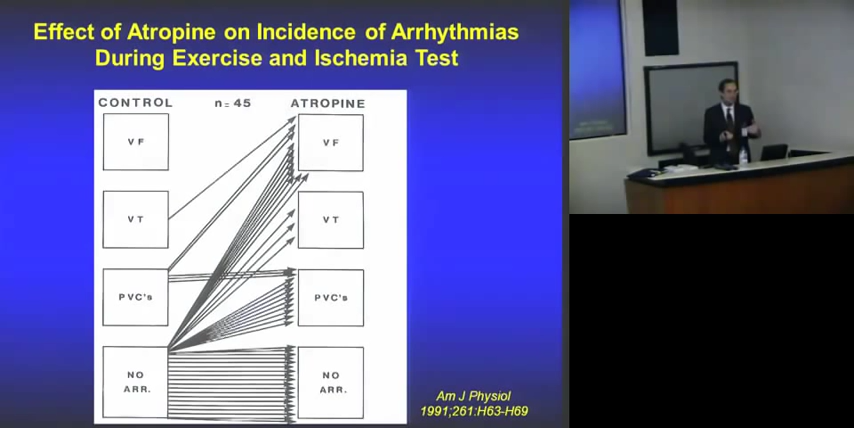 Effect of Atropine on Incidence of Arrhythmias
During Exercise and Ischemia Test
CONTROL n = 45 ATROPINE
VF VF
VT VT
PVC's PVC's
NO NO
ARR. ARR.
Am J Physiol
1991;261:H63-H69